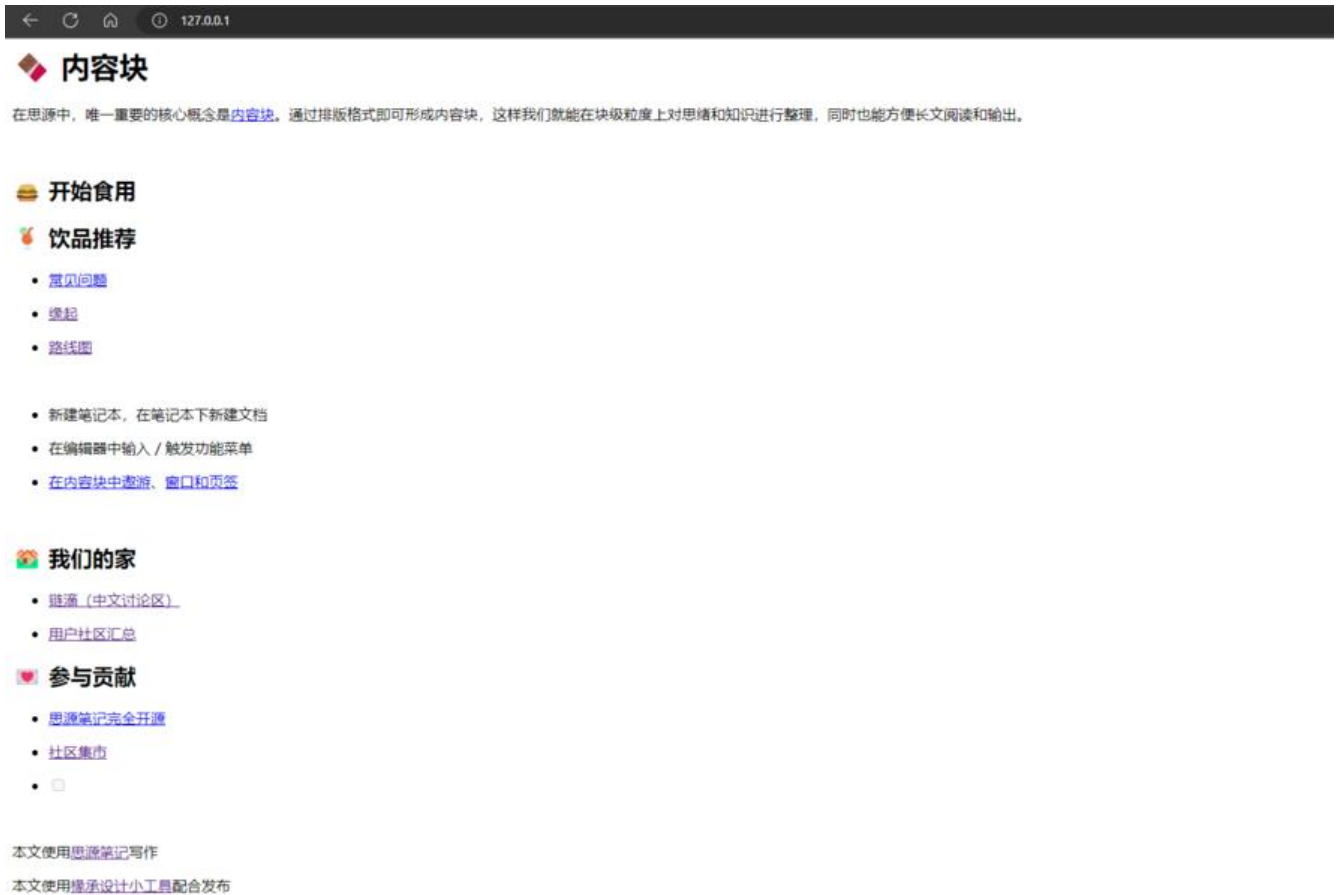 127.0.0.1
内容块
在思源中，唯一重要的核心概念是内容块。通过排版格式即可形成内容块，这样我们就能在块级粒度上对思绪和知识进行整理，同时也能方便长文阅读和输出。
开始食用
饮品推荐
常见问题
缘起
路线图
新建笔记本，在笔记本下新建文档
在编辑器中输入 / 触发功能菜单
在内容块中遨游、窗口和页签
我们的家
链滴（中文讨论区）
用户社区汇总
参与贡献
思源笔记完全开源
社区集市
本文使用思源笔记写作
本文使用椽承设计小工具配合发布